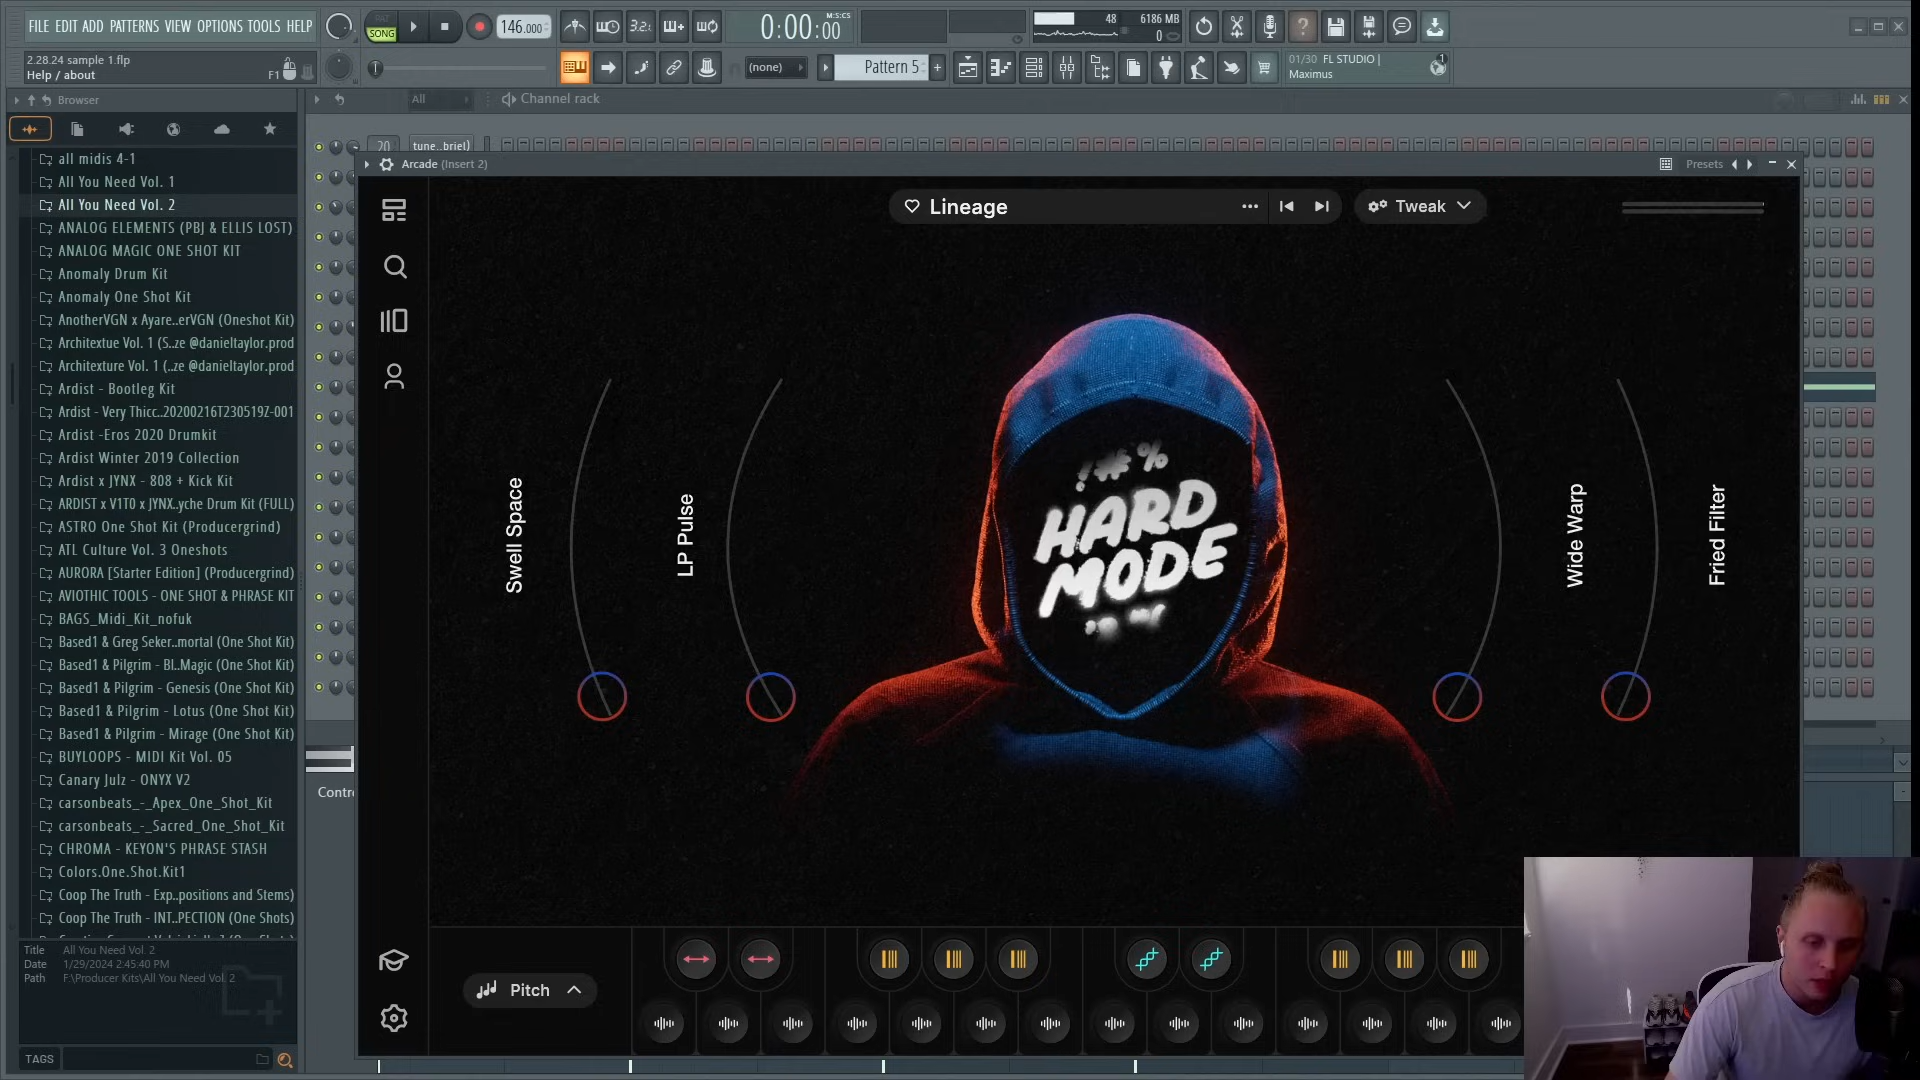 FILE EDIT ADD PATTERNS VIEW OPTIONS TOOLS HELP
PAT
SONG
146.000
3.2.
0:00:00
M:S:CS
48
6186 MB
0
2.28.24 sample 1.flp
Help / about
F1
(none)
Pattern 5
01/30 FL STUDIO |
Maximus
1
Browser
All
Channel rack
20
tune..briel)
Arcade (Insert 2)
Presets
all midis 4-1
All You Need Vol. 1
All You Need Vol. 2
ANALOG ELEMENTS (PBJ & ELLIS LOST)
ANALOG MAGIC ONE SHOT KIT
Anomaly Drum Kit
Anomaly One Shot Kit
AnotherVGN x Ayare..erVGN (Oneshot Kit)
Architextue Vol. 1 (S..ze @danieltaylor.prod
Architexture Vol. 1 (..ze @danieltaylor.prod
Ardist - Bootleg Kit
Ardist - Very Thicc..20200216T230519Z-001
Ardist -Eros 2020 Drumkit
Ardist Winter 2019 Collection
Ardist x JYNX - 808 + Kick Kit
ARDIST x V1T0 x JYNX..yche Drum Kit (FULL)
ASTRO One Shot Kit (Producergrind)
ATL Culture Vol. 3 Oneshots
AURORA [Starter Edition] (Producergrind)
AVIOTHIC TOOLS - ONE SHOT & PHRASE KIT
BAGS_Midi_Kit_nofuk
Based1 & Greg Seker..mortal (One Shot Kit)
Based1 & Pilgrim - Bl..Magic (One Shot Kit)
Based1 & Pilgrim - Genesis (One Shot Kit)
Based1 & Pilgrim - Lotus (One Shot Kit)
Based1 & Pilgrim - Mirage (One Shot Kit)
BUYLOOPS - MIDI Kit Vol. 05
Canary Julz - ONYX V2
carsonbeats_-_Apex_One_Shot_Kit
carsonbeats_-_Sacred_One_Shot_Kit
CHROMA - KEYON'S PHRASE STASH
Colors.One.Shot.Kit1
Coop The Truth - Exp..positions and Stems)
Coop The Truth - INT..PECTION (One Shots)
Title All You Need Vol. 2
Date 1/29/2024 2:45:40 PM
Path F:\Producer Kits\All You Need Vol. 2
TAGS
Contr
Lineage
Tweak
Swell Space
LP Pulse
!#%
HARD
MODE
Wide Warp
Fried Filter
Pitch